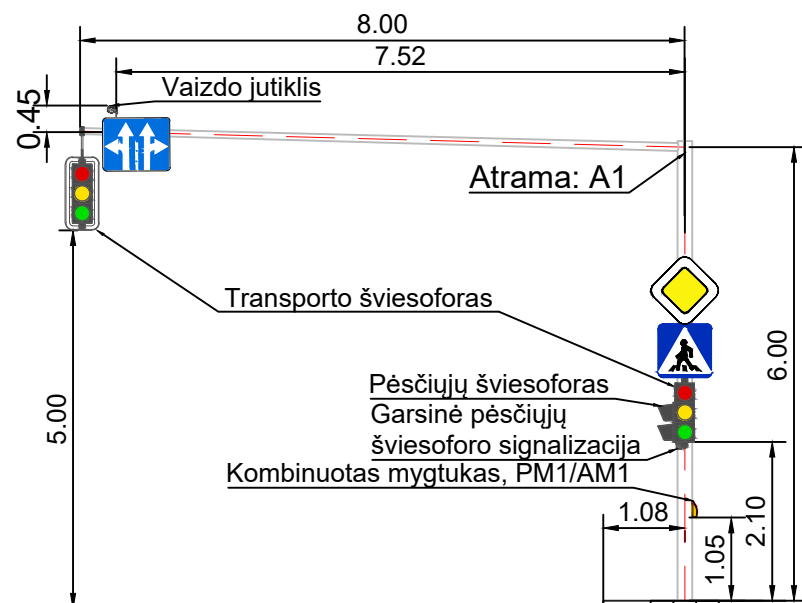 8.00
7.52
Vaizdo jutiklis
0.45
Atrama: A1
Transporto šviesoforas
6.00
5.00
Pėsčiųjų šviesoforas
Garsinė pėsčiųjų
šviesoforo signalizacija
Kombinuotas mygtukas, PM1/AM1
1.08
1.05
2.10